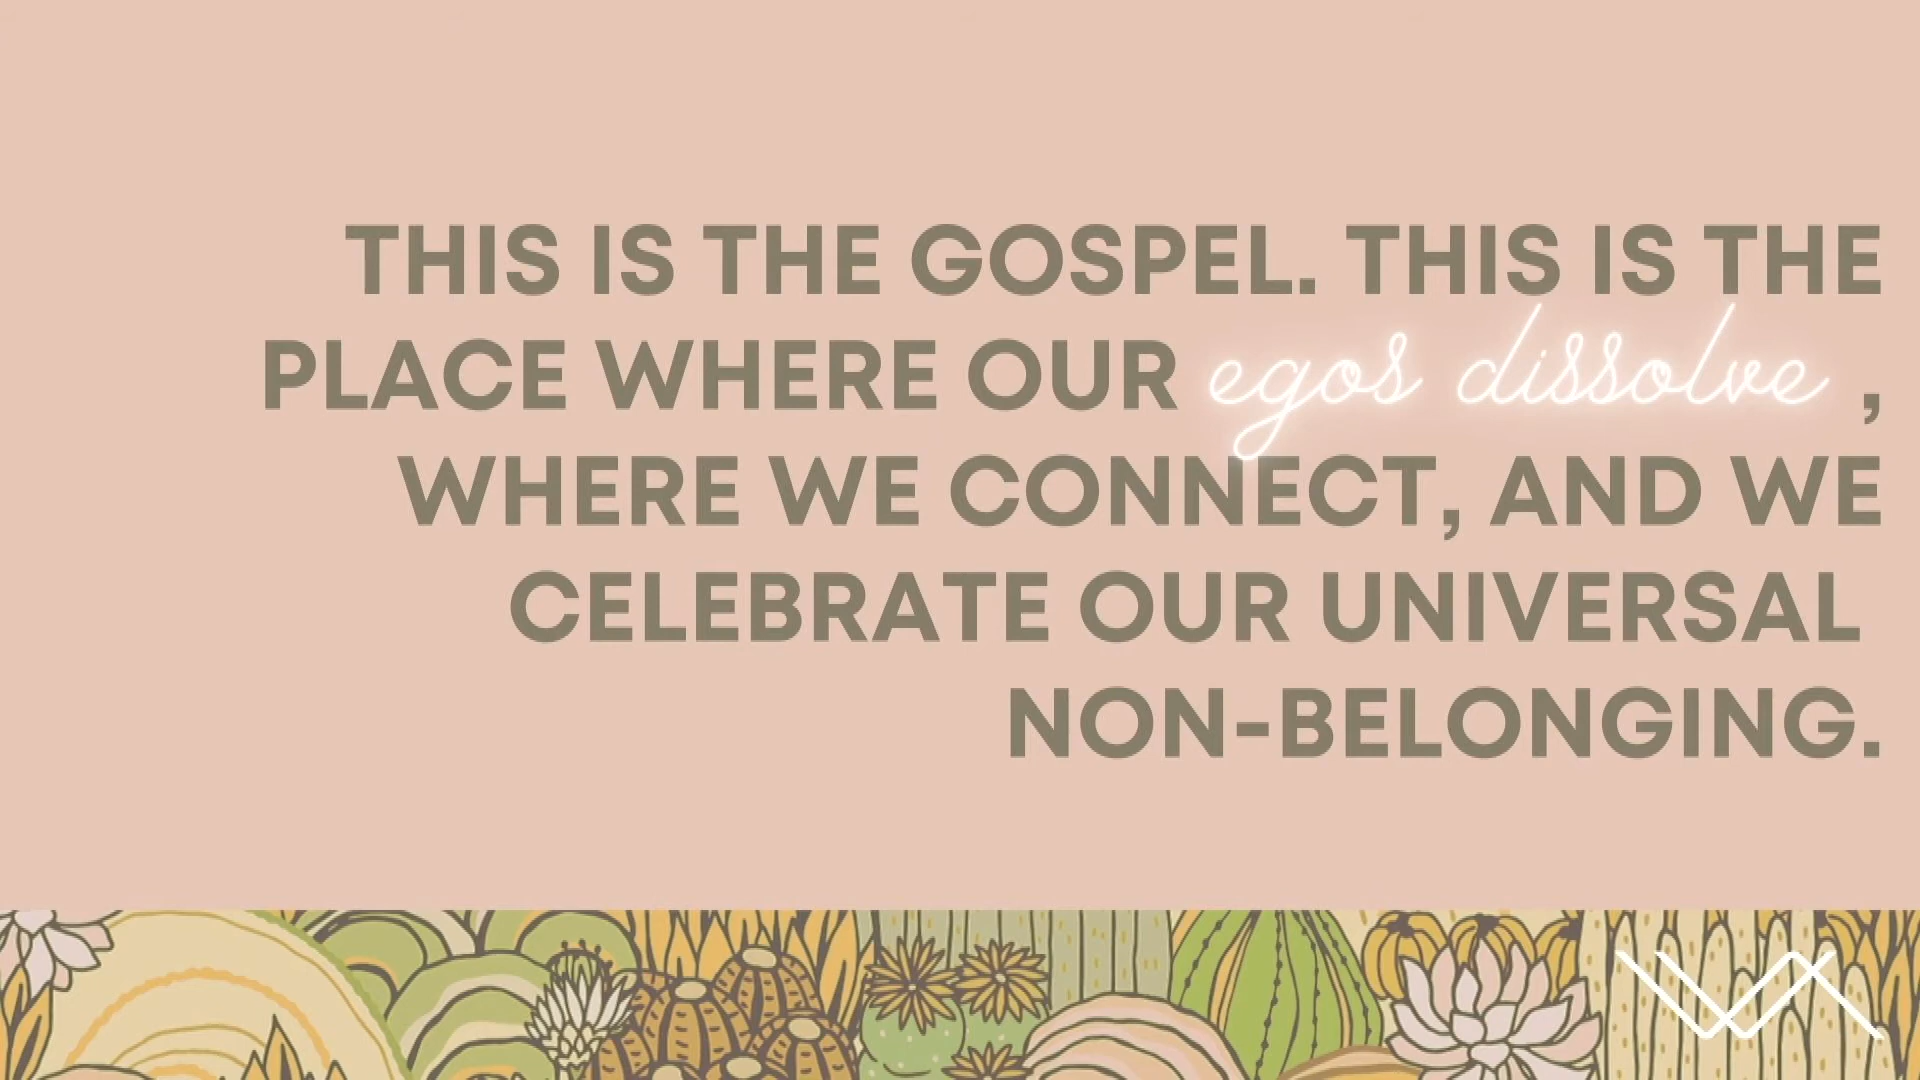 THIS IS THE GOSPEL. THIS IS THE
PLACE WHERE OUR egos dissolve ,
WHERE WE CONNECT, AND WE
CELEBRATE OUR UNIVERSAL
NON-BELONGING.